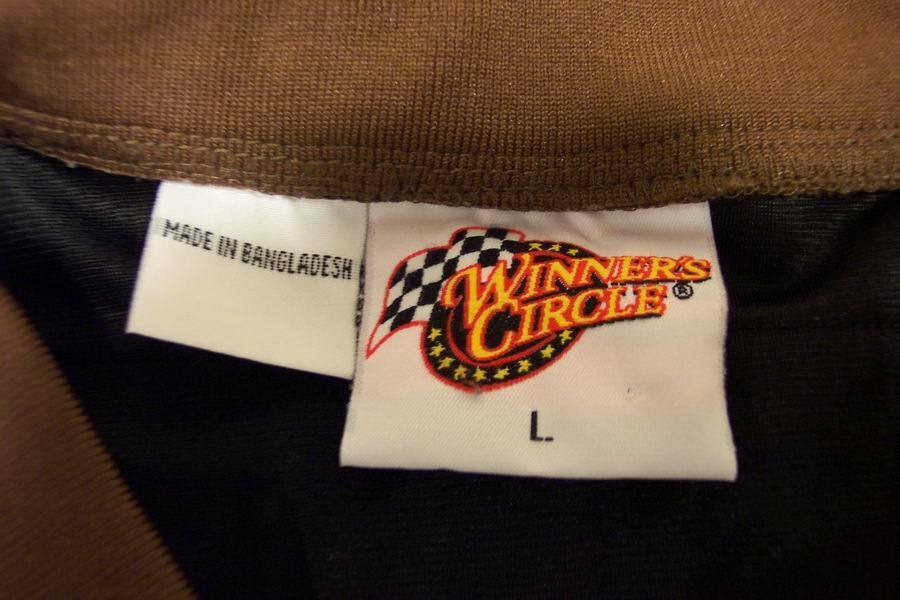 MADE IN BANGLADESH
WINNER'S
CIRCLE®
L.